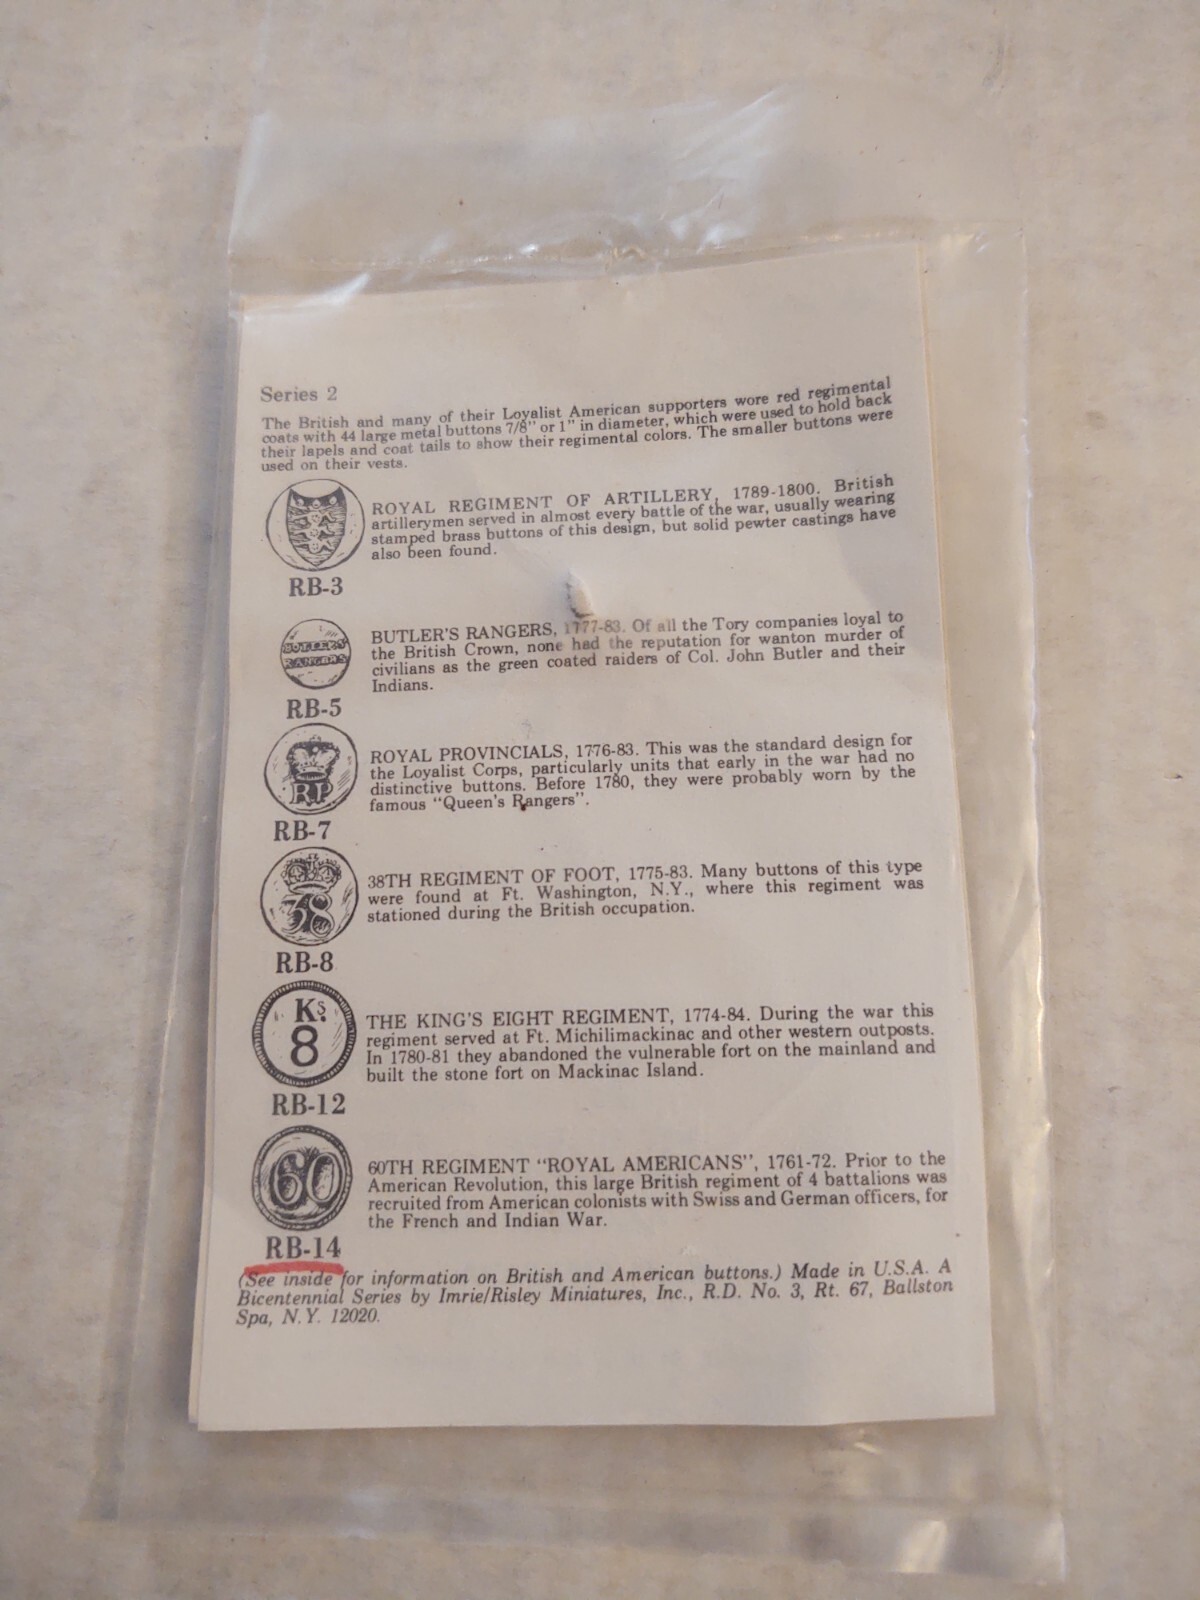 Series 2
The British and many of their Loyalist American supporters wore red regimental
coats with 44 large metal buttons 7/8" or 1" in diameter, which were used to hold back
their lapels and coat tails to show their regimental colors. The smaller buttons were
used on their vests.
ROYAL REGIMENT OF ARTILLERY, 1789-1800. British
artillerymen served in almost every battle of the war, usually wearing
stamped brass buttons of this design, but solid pewter castings have
also been found.
RB-3
BUTLER'S
RANGERS
BUTLER'S RANGERS, 1777-83. Of all the Tory companies loyal to
the British Crown, none had the reputation for wanton murder of
civilians as the green coated raiders of Col. John Butler and their
Indians.
RB-5
RP
ROYAL PROVINCIALS, 1776-83. This was the standard design for
the Loyalist Corps, particularly units that early in the war had no
distinctive buttons. Before 1780, they were probably worn by the
famous "Queen's Rangers".
RB-7
38
38TH REGIMENT OF FOOT, 1775-83. Many buttons of this type
were found at Ft. Washington, N.Y., where this regiment was
stationed during the British occupation.
RB-8
Ks.
8
THE KING'S EIGHT REGIMENT, 1774-84. During the war this
regiment served at Ft. Michilimackinac and other western outposts.
In 1780-81 they abandoned the vulnerable fort on the mainland and
built the stone fort on Mackinac Island.
RB-12
60
60TH REGIMENT "ROYAL AMERICANS", 1761-72. Prior to the
American Revolution, this large British regiment of 4 battalions was
recruited from American colonists with Swiss and German officers, for
the French and Indian War.
RB-14
(See inside for information on British and American buttons.) Made in U.S.A. A
Bicentennial Series by Imrie/Risley Miniatures, Inc., R.D. No. 3, Rt. 67, Ballston
Spa, N.Y. 12020.